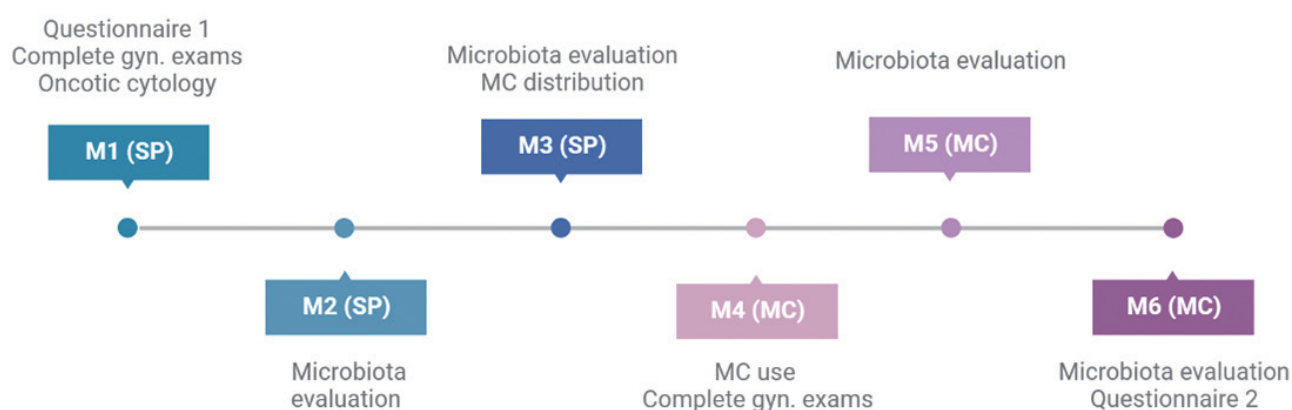 Questionnaire 1
Complete gyn. exams
Oncotic cytology
M1 (SP)
M2 (SP)
Microbiota
evaluation
Microbiota evaluation
MC distribution
M3 (SP)
M4 (MC)
MC use
Complete gyn. exams
Microbiota evaluation
M5 (MC)
M6 (MC)
Microbiota evaluation
Questionnaire 2